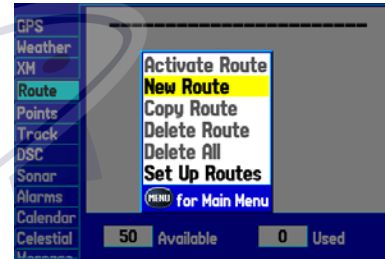 GPS
Weather
XM
Route
Points
Track
DSC
Sonar
Alarms
Calendar
Celestial
Message
Activate Route
New Route
Copy Route
Delete Route
Delete All
Set Up Routes
MENU for Main Menu
50 Available 0 Used